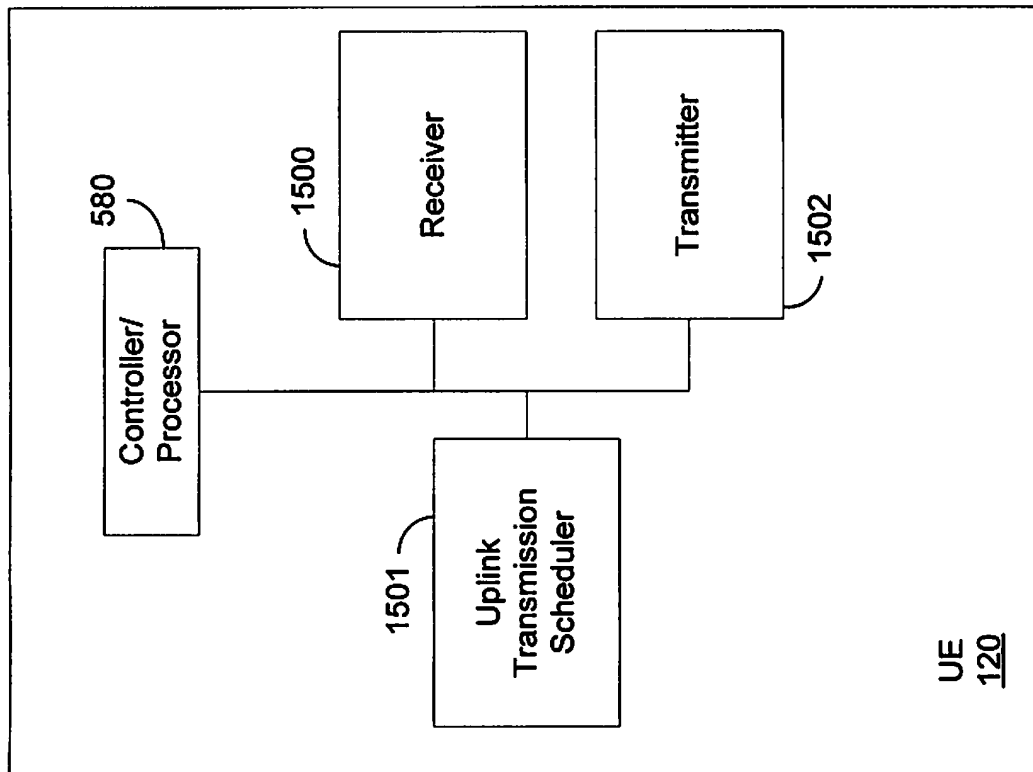 580
Controller/
Processor
1500
Receiver
1501
Uplink
Transmission
Scheduler
Transmitter
1502
UE
120